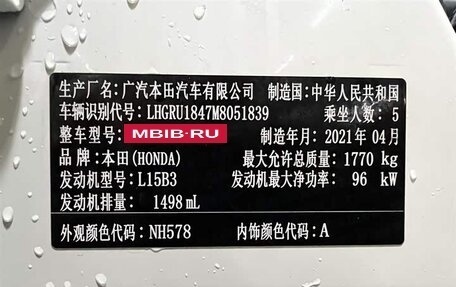 生产厂名：广汽本田汽车有限公司 制造国：中华人民共和国
车辆识别代号：LHGRU1847M8051839 乘坐人数：5
整车型号：MBIB-RU 制造年月：2021年04月
品牌：本田(HONDA) 最大允许总质量：1770 kg
发动机型号：L15B3 发动机最大净功率：96 kW
发动机排量：1498 mL
外观颜色代码：NH578 内饰颜色代码：A